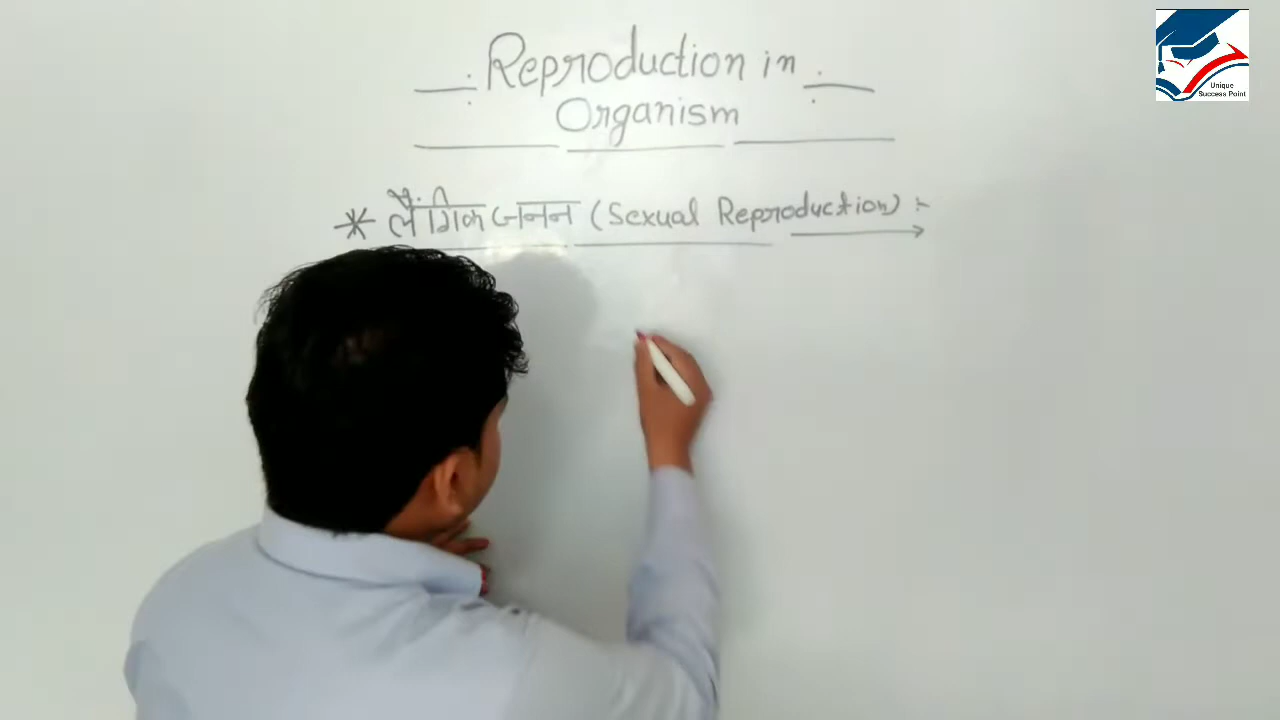 Reproduction in
Organism
* लैंगिक जनन (Sexual Reproduction) :-
Unique
Success Point